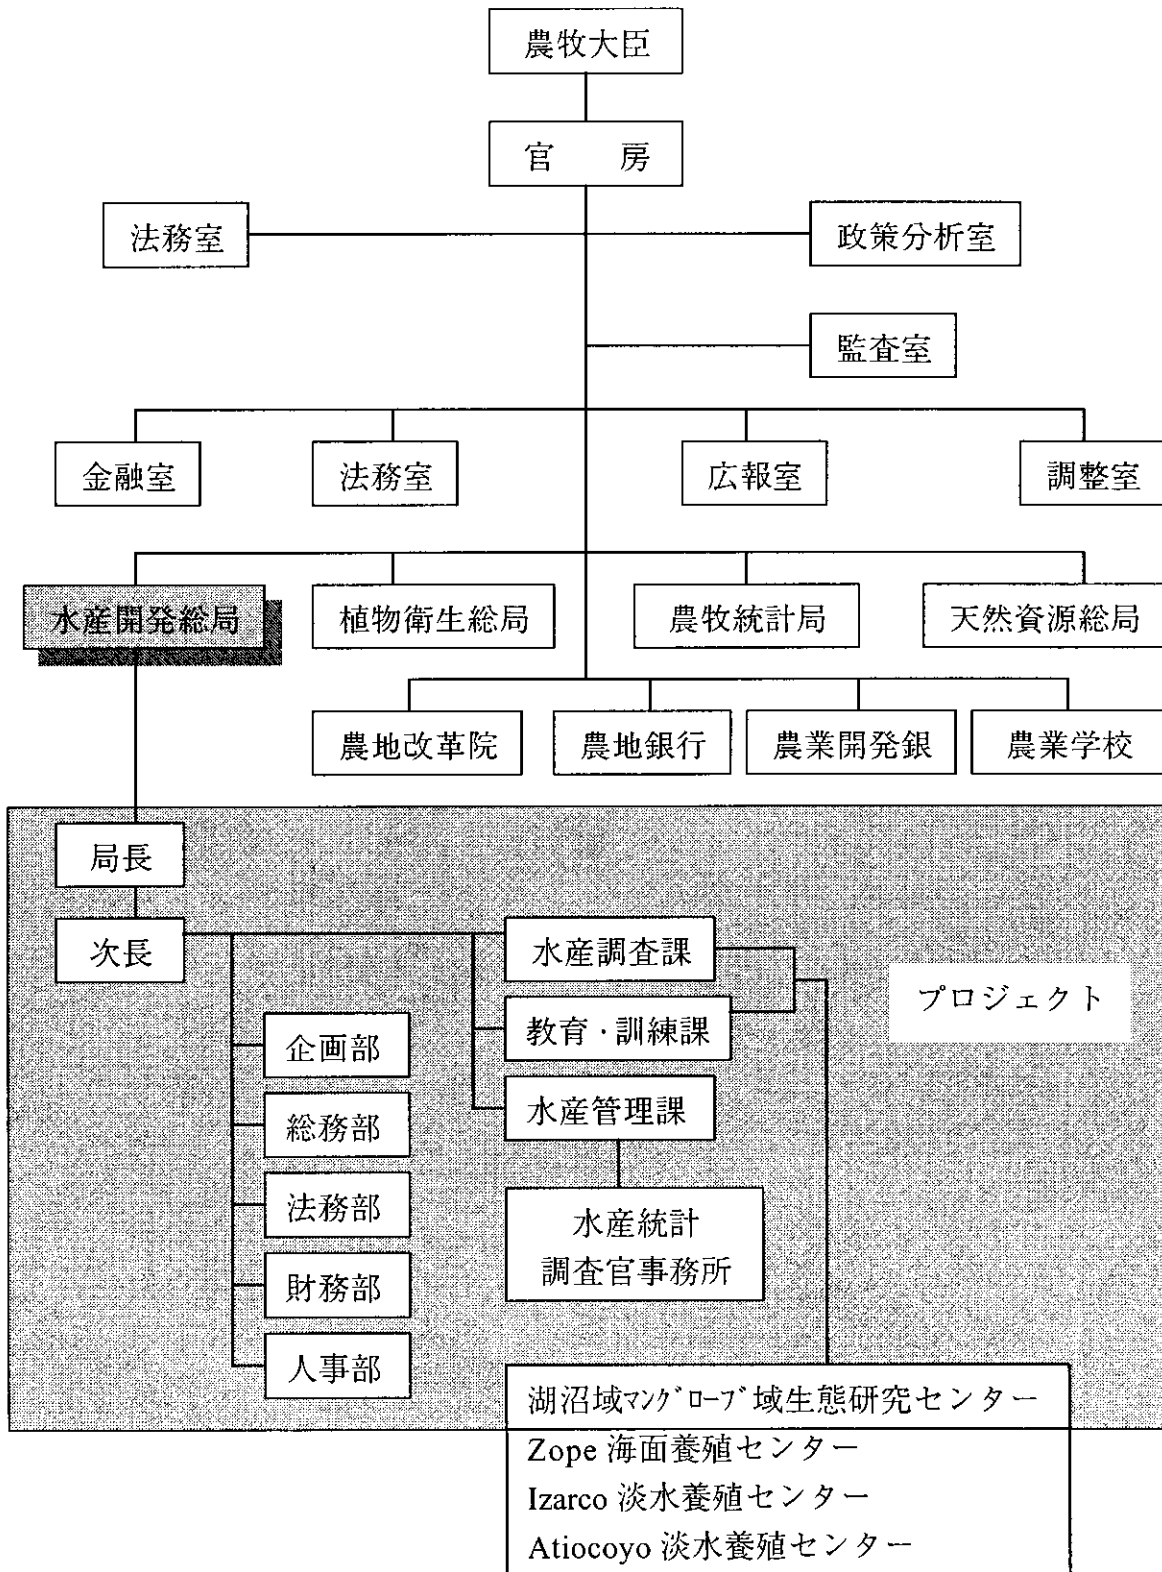 農牧大臣
官 房
法務室
政策分析室
監査室
金融室
法務室
広報室
調整室
水産開発総局
植物衛生総局
農牧統計局
天然資源総局
農地改革院
農地銀行
農業開発銀
農業学校
局長
次長
水産調査課
プロジェクト
教育・訓練課
企画部
水産管理課
総務部
法務部
水産統計
調査官事務所
財務部
人事部
湖沼域ﾏﾝｸﾞﾛｰﾌﾞ域生態研究センター
Zope 海面養殖センター
Izarco 淡水養殖センター
Atiocoyo 淡水養殖センター